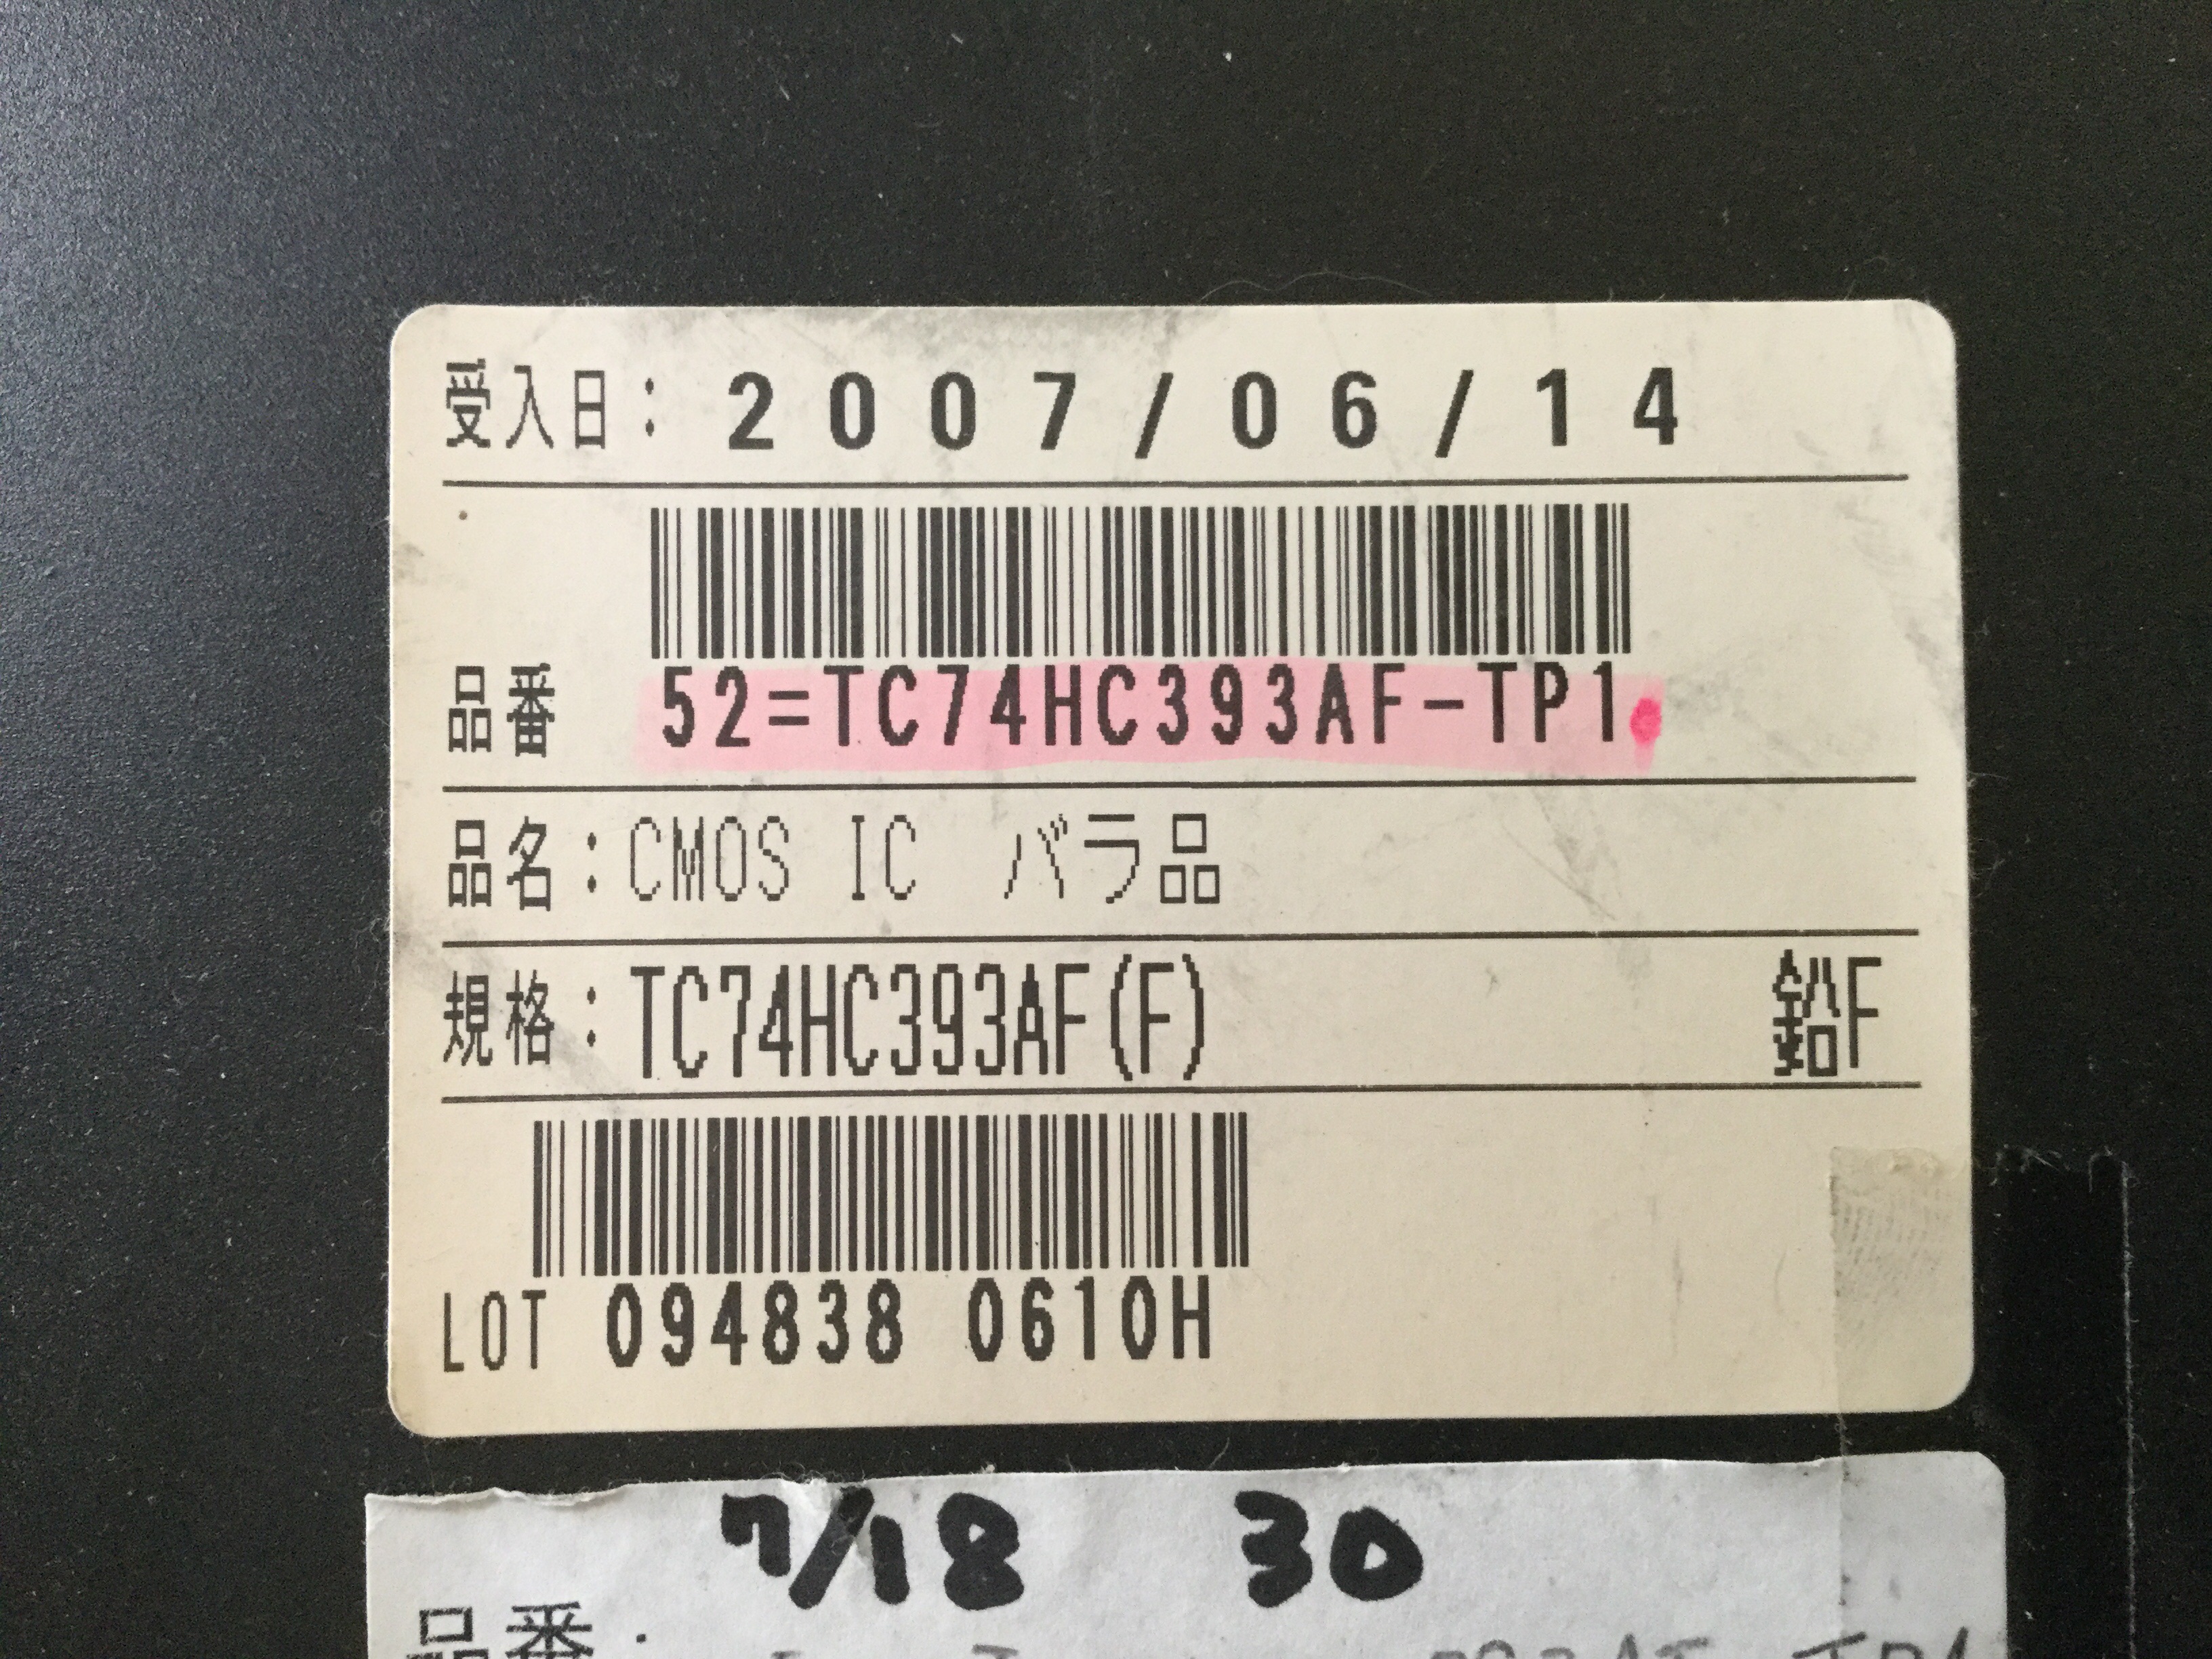 受入日: 2007/06/14
品番 52=TC74HC393AF-TP1
品名:CMOS IC バラ品
規格:TC74HC393AF(F) 鉛F
LOT 094838 0610H
7/18 30
品番: